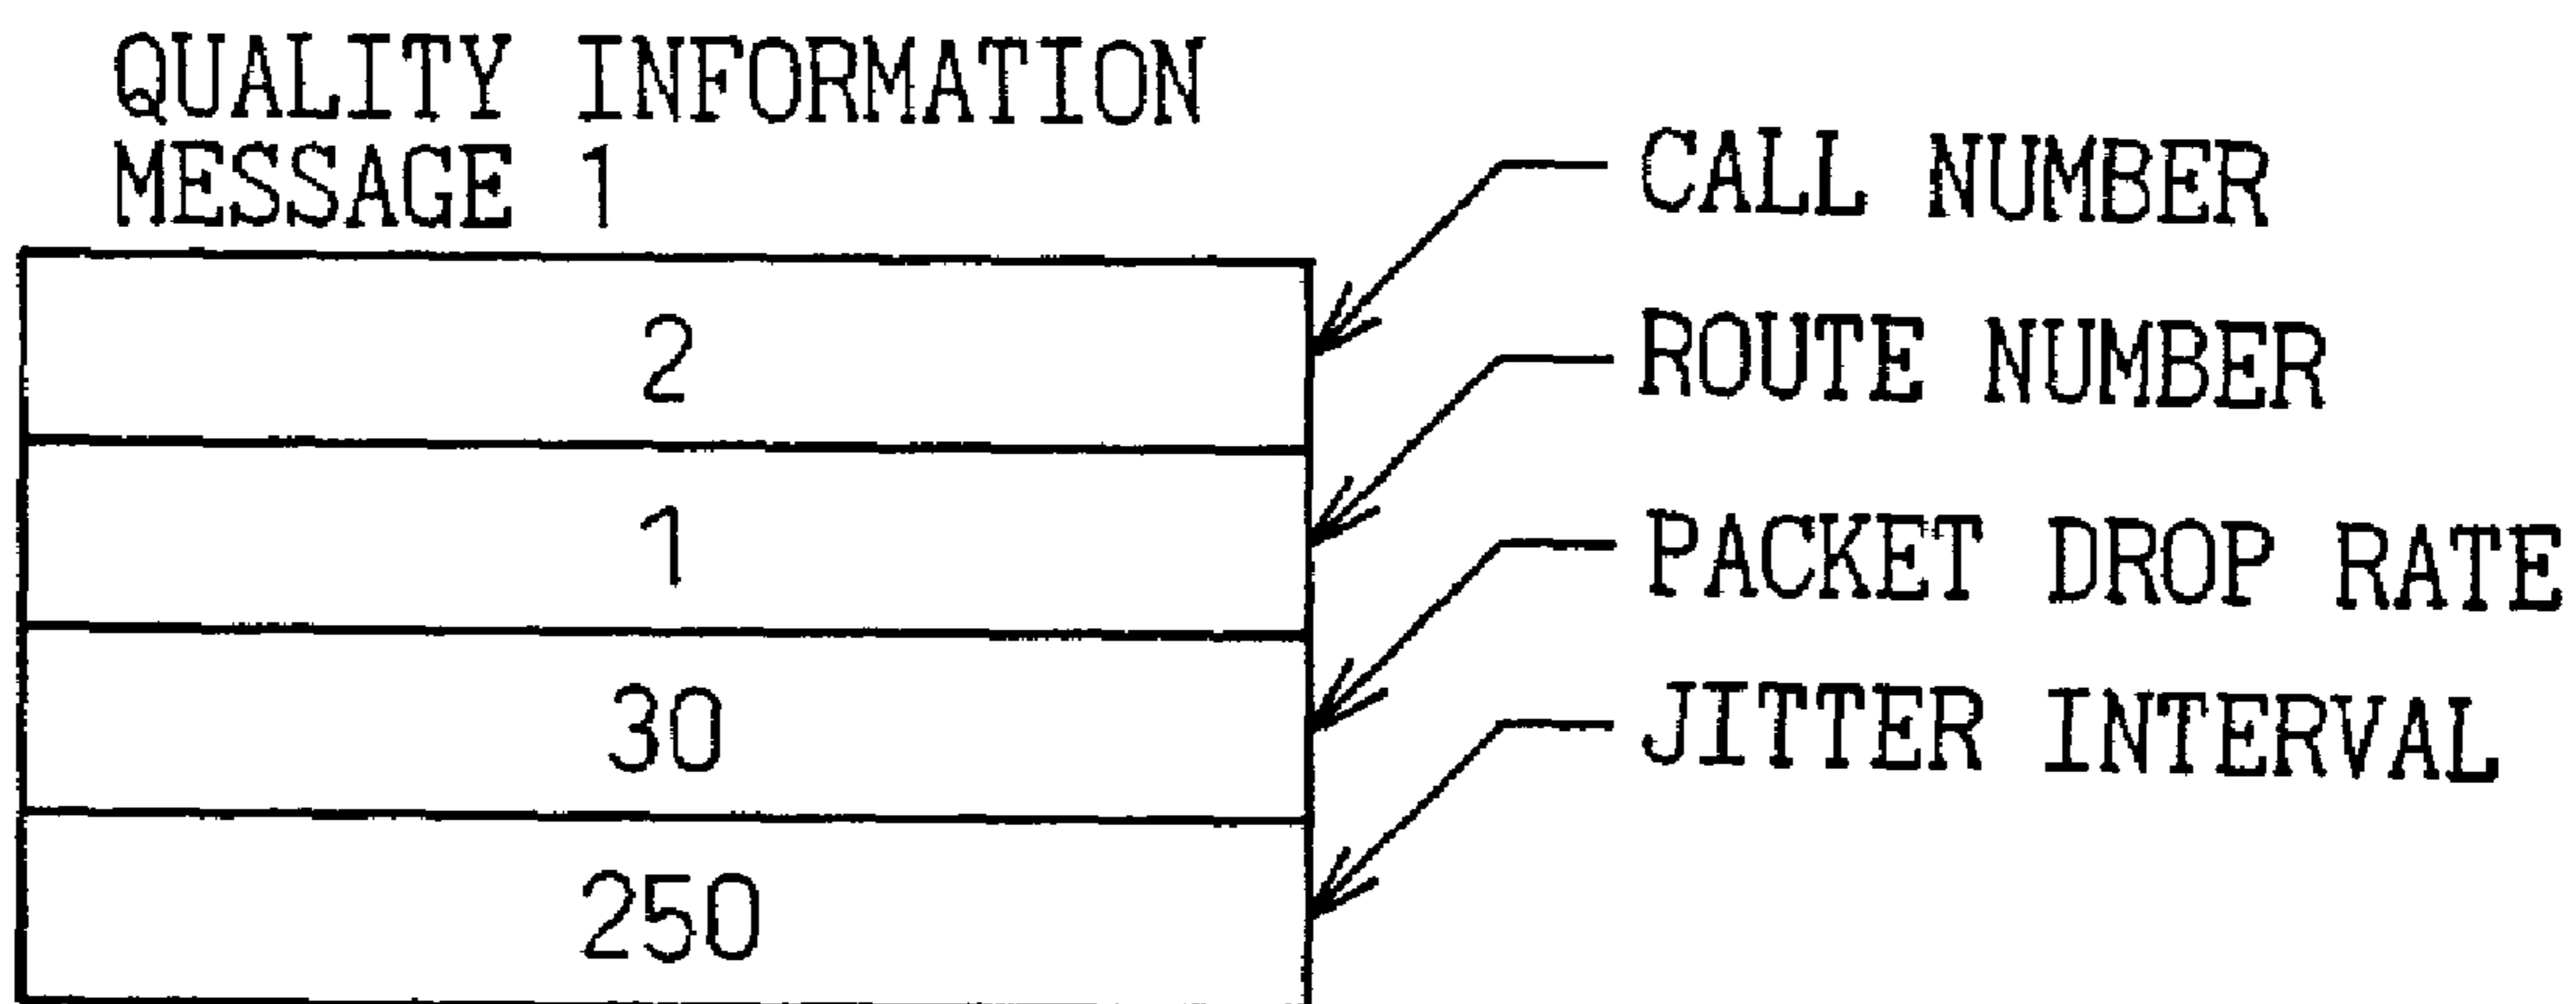 QUALITY INFORMATION
MESSAGE 1
2
CALL NUMBER
1
ROUTE NUMBER
30
PACKET DROP RATE
250
JITTER INTERVAL